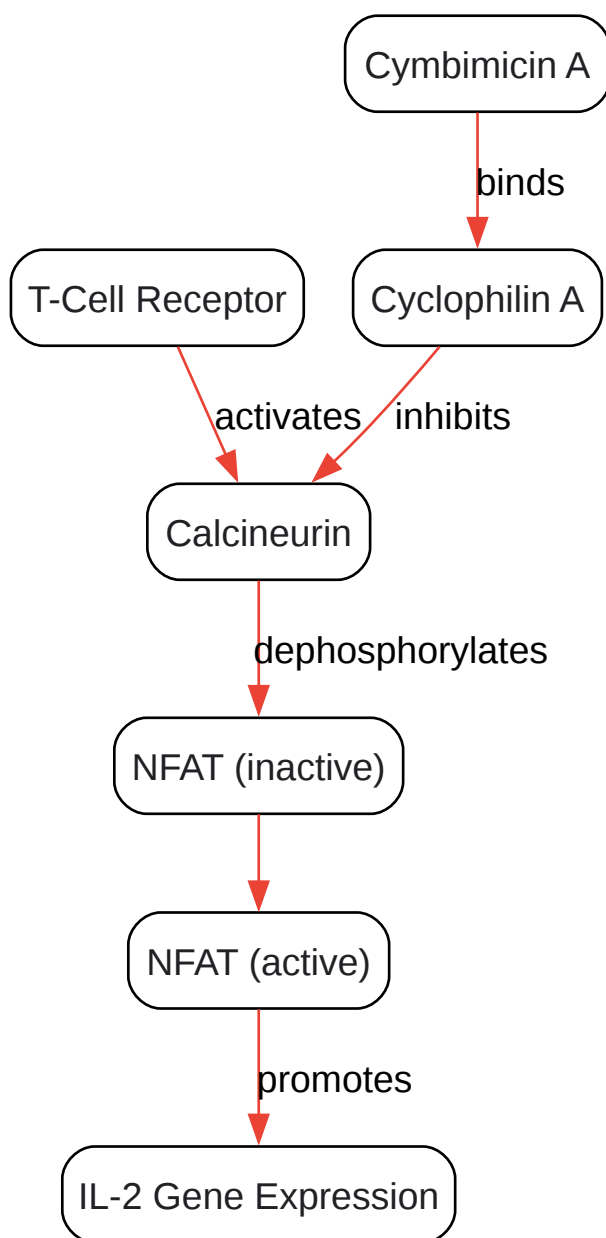 Cymbimicin A
binds
T-Cell Receptor
Cyclophilin A
activates
inhibits
Calcineurin
dephosphorylates
NFAT (inactive)
NFAT (active)
promotes
IL-2 Gene Expression